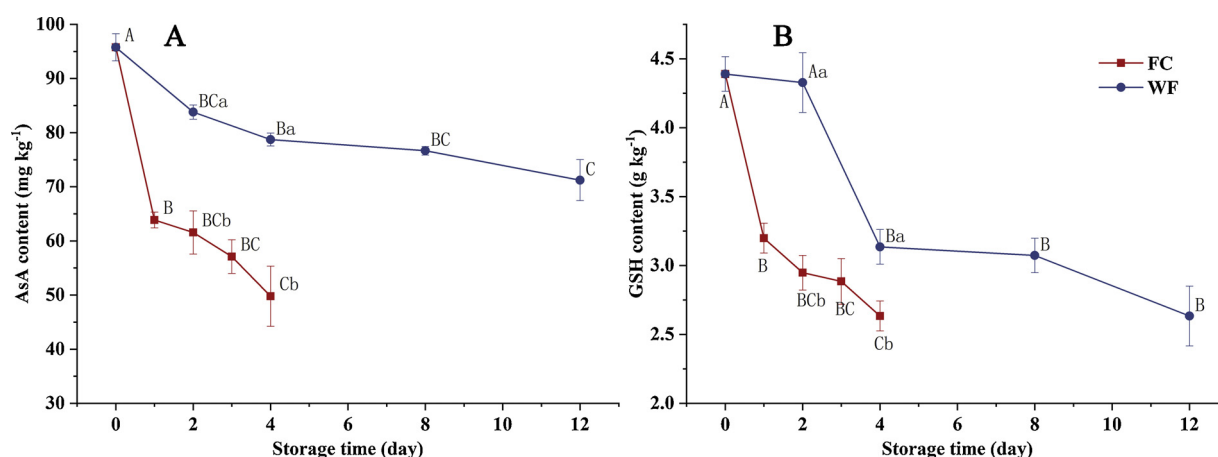 A
B
AsA content (mg kg⁻¹)
100
90
80
70
60
50
40
30
A
BCa
Ba
BC
C
B
BCb
BC
Cb
0
2
4
6
8
10
12
Storage time (day)
GSH content (g kg⁻¹)
4.5
4.0
3.5
3.0
2.5
2.0
FC
WF
A
Aa
Ba
B
B
B
BCb
BC
Cb
0
2
4
6
8
10
12
Storage time (day)